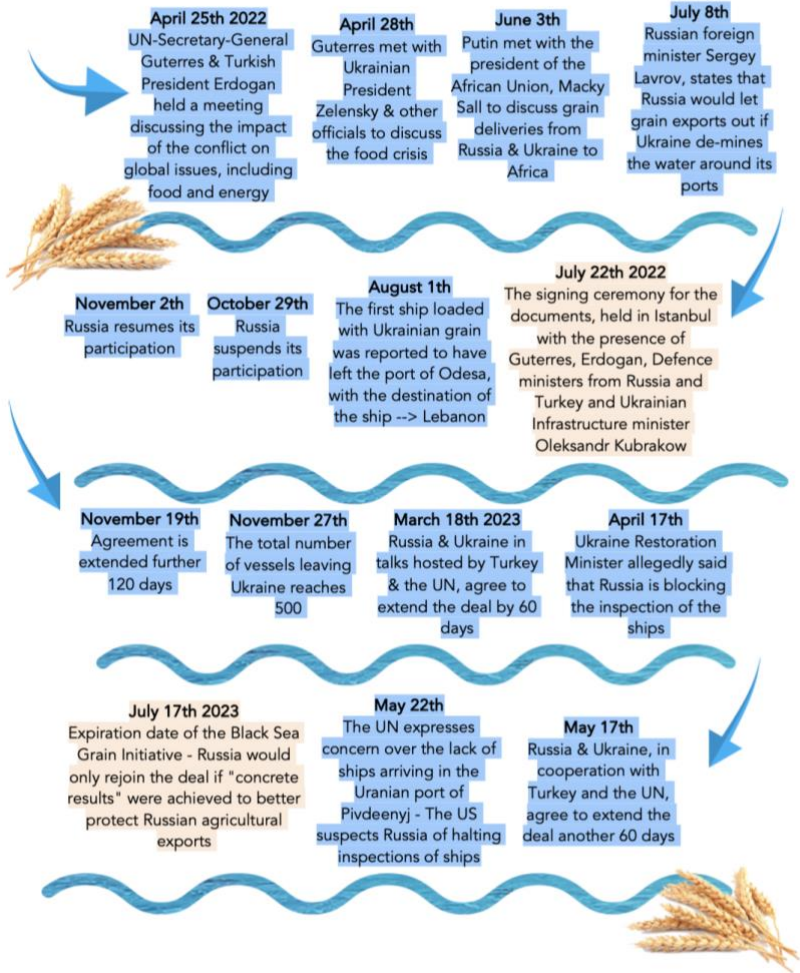 April 25th 2022
UN-Secretary-General
Guterres & Turkish
President Erdogan
held a meeting
discussing the impact
of the conflict on
global issues, including
food and energy
April 28th
Guterres met with
Ukrainian
President
Zelensky & other
officials to discuss
the food crisis
June 3th
Putin met with the
president of the
African Union, Macky
Sall to discuss grain
deliveries from
Russia & Ukraine to
Africa
July 8th
Russian foreign
minister Sergey
Lavrov, states that
Russia would let
grain exports out if
Ukraine de-mines
the water around its
ports
July 22th 2022
The signing ceremony for the
documents, held in Istanbul
with the presence of
Guterres, Erdogan, Defence
ministers from Russia and
Turkey and Ukrainian
Infrastructure minister
Oleksandr Kubrakow
August 1th
The first ship loaded
with Ukrainian grain
was reported to have
left the port of Odesa,
with the destination of
the ship --> Lebanon
October 29th
Russia
suspends its
participation
November 2th
Russia resumes its
participation
November 19th
Agreement is
extended further
120 days
November 27th
The total number
of vessels leaving
Ukraine reaches
500
March 18th 2023
Russia & Ukraine in
talks hosted by Turkey
& the UN, agree to
extend the deal by 60
days
April 17th
Ukraine Restoration
Minister allegedly said
that Russia is blocking
the inspection of the
ships
May 17th
Russia & Ukraine, in
cooperation with
Turkey and the UN,
agree to extend the
deal another 60 days
May 22th
The UN expresses
concern over the lack of
ships arriving in the
Uranian port of
Pivdeenyj - The US
suspects Russia of halting
inspections of ships
July 17th 2023
Expiration date of the Black Sea
Grain Initiative - Russia would
only rejoin the deal if "concrete
results" were achieved to better
protect Russian agricultural
exports